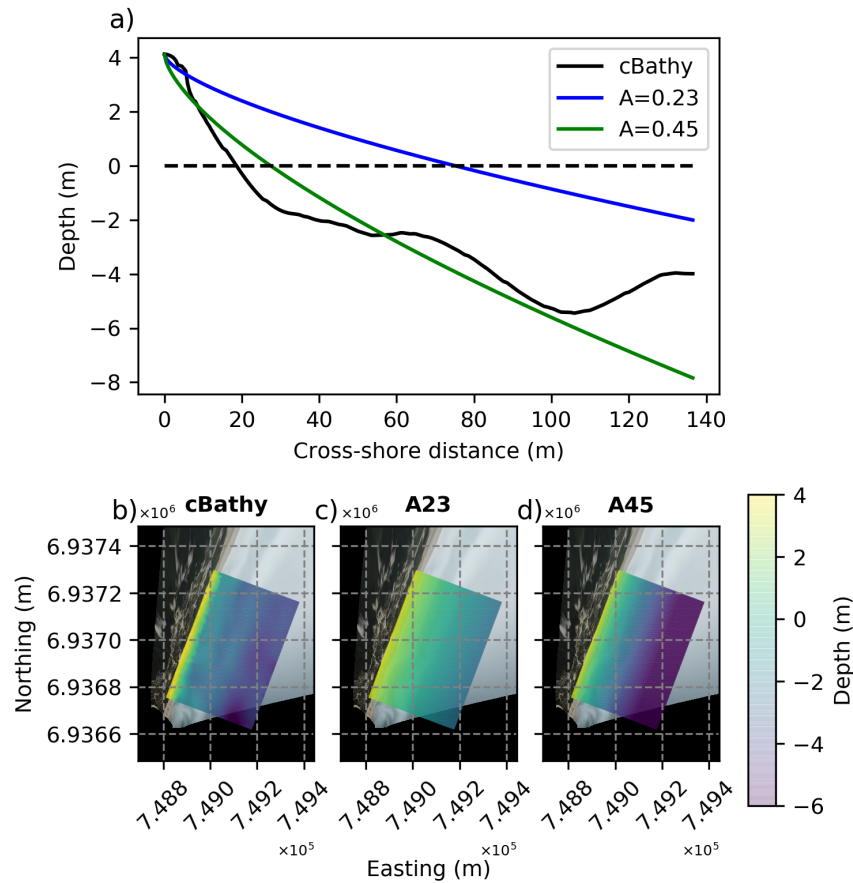 a)
4
2
0
−2
−4
−6
−8
Depth (m)
cBathy
A=0.23
A=0.45
0 20 40 60 80 100 120 140
Cross-shore distance (m)
b) ×10⁶ cBathy
c) ×10⁶ A23
d) ×10⁶ A45
6.9374
6.9372
6.9370
6.9368
6.9366
Northing (m)
7.488 7.490 7.492 7.494
7.488 7.490 7.492 7.494
7.488 7.490 7.492 7.494
×10⁵ ×10⁵ ×10⁵
Easting (m)
4
2
0
−2
−4
−6
Depth (m)